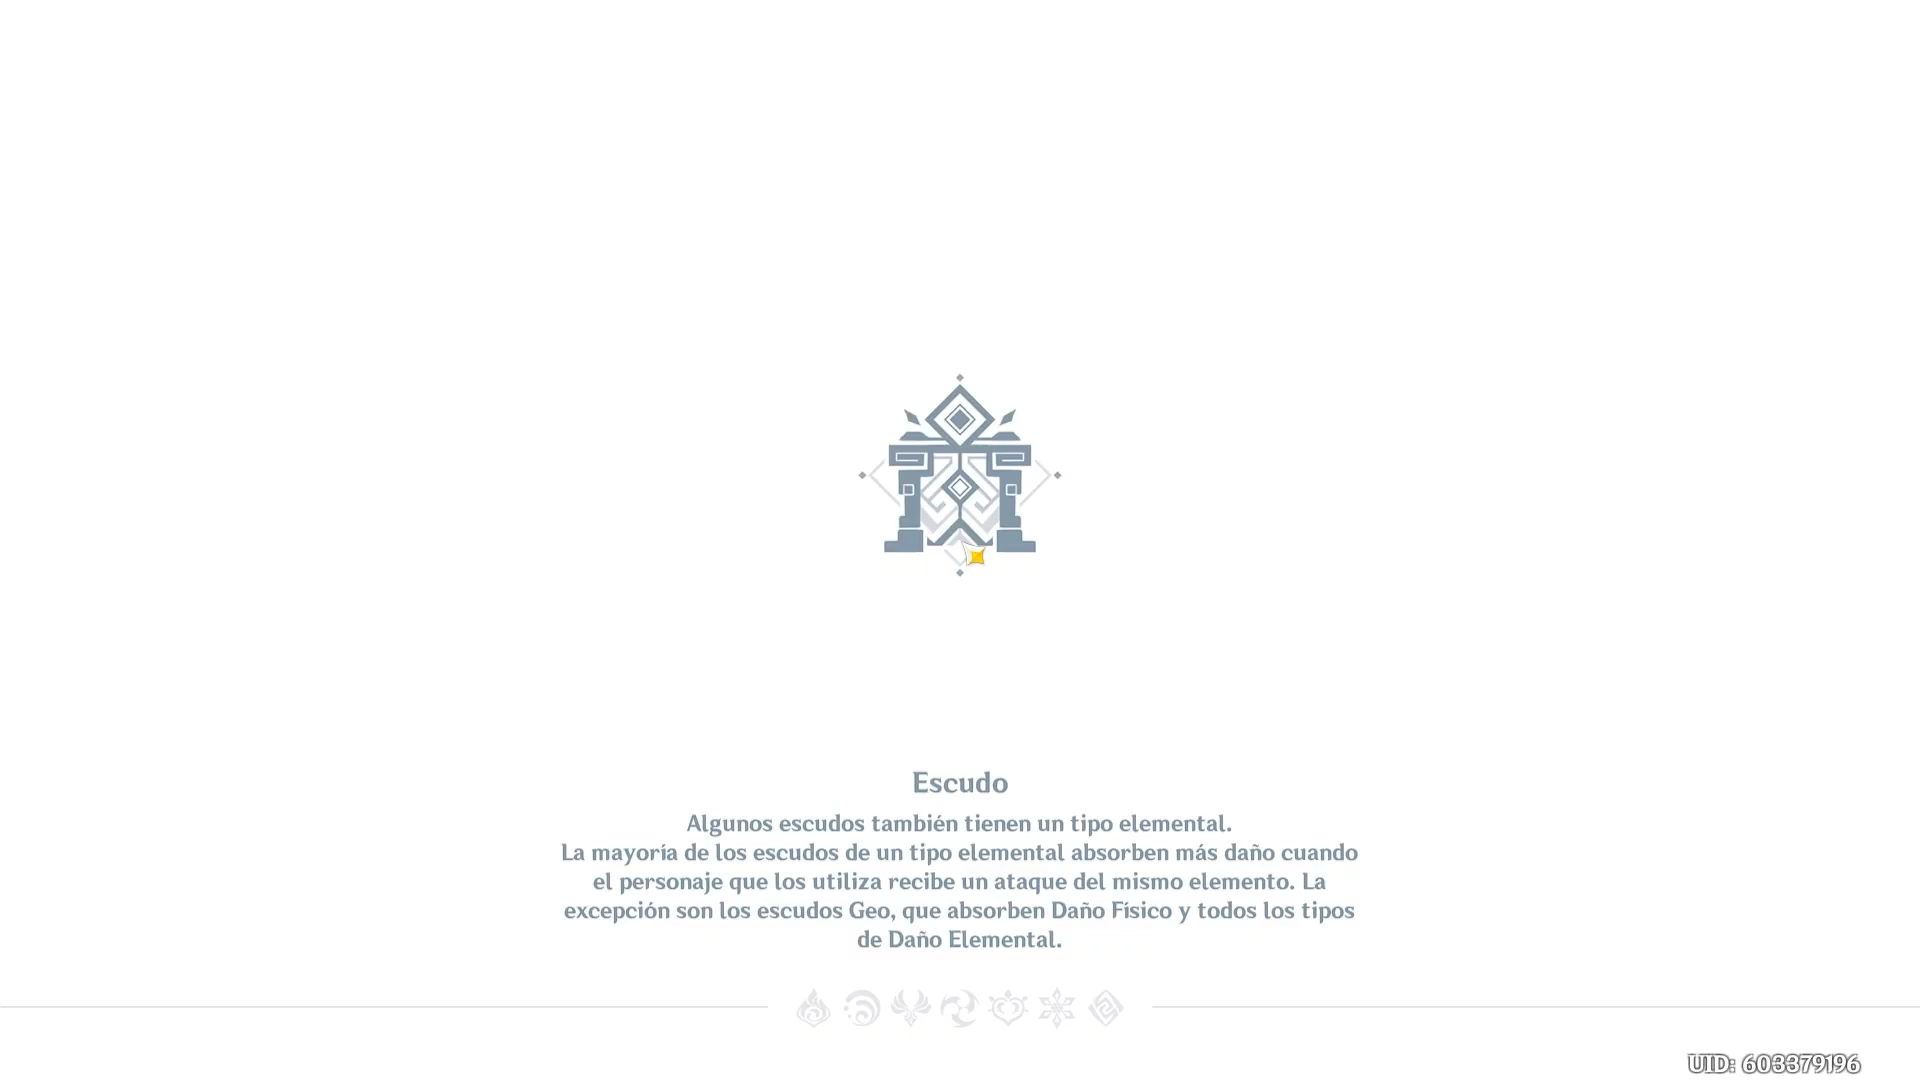 Escudo
Algunos escudos también tienen un tipo elemental.
La mayoría de los escudos de un tipo elemental absorben más daño cuando
el personaje que los utiliza recibe un ataque del mismo elemento. La
excepción son los escudos Geo, que absorben Daño Físico y todos los tipos
de Daño Elemental.
UID: 603379196